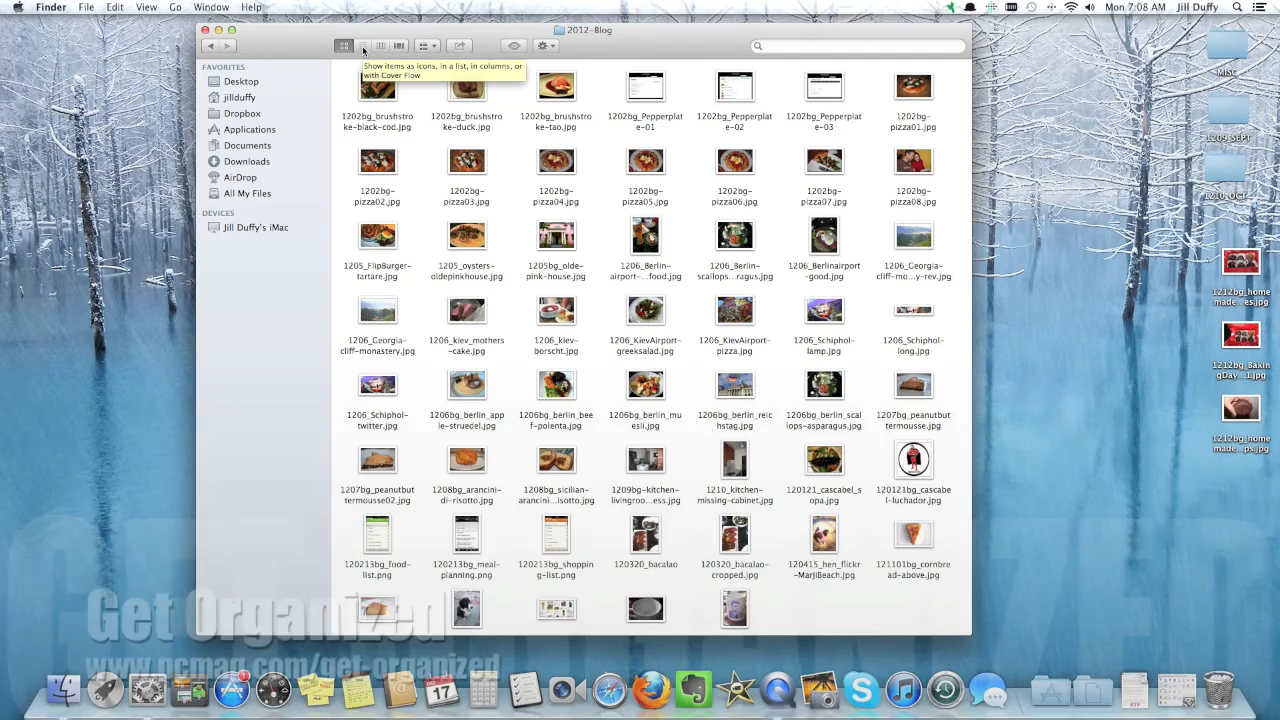 Finder File Edit View Go Window Help
Mon 7:08 AM Jill Duffy
2012-Blog
Show items as icons, in a list, in columns, or
with Cover Flow
FAVORITES
Desktop
jillduffy
Dropbox
Applications
Documents
Downloads
AirDrop
All My Files
DEVICES
Jill Duffy's iMac
1202bg_brushstro
ke-black-cod.jpg
1202bg_brushstro
ke-duck.jpg
1202bg_brushstro
ke-tao.jpg
1202bg_Pepperplat
e-01
1202bg_Pepperplat
e-02
1202bg_Pepperplat
e-03
1202bg-
pizza01.jpg
1202bg-
pizza02.jpg
1202bg-
pizza03.jpg
1202bg-
pizza04.jpg
1202bg-
pizza05.jpg
1202bg-
pizza06.jpg
1202bg-
pizza07.jpg
1202bg-
pizza08.jpg
1205_FlipBurger-
tartare.jpg
1205_oysters-
oldepinkhouse.jpg
1205bg_olde-
pink-house.jpg
1206_Berlin-
airport-...food.jpg
1206_Berlin-
scallops...ragus.jpg
1206_Berlinairport
-good.jpg
1206_Georgia-
cliff-mo...y-rev.jpg
1206_Georgia-
cliff-monastery.jpg
1206_kiev_mothers
-cake.jpg
1206_kiev-
borscht.jpg
1206_KievAirport-
greeksalad.jpg
1206_KievAirport-
pizza.jpg
1206_Schiphol-
lamp.jpg
1206_Schiphol-
long.jpg
1206_Schiphol-
twitter.jpg
1206bg_berlin_app
le-struedel.jpg
1206bg_berlin_bee
f-polenta.jpg
1206bg_berlin_mu
esli.jpg
1206bg_berlin_reic
hstag.jpg
1206bg_berlin_scal
lops-asparagus.jpg
1207bg_peanutbut
termousse.jpg
1207bg_peanutbut
termousse02.jpg
1208bg_arancini-
di-risotto.jpg
1208bg_sicilian-
arancini...isotto.jpg
1209bg-kitchen-
livingroo...ess.jpg
1210_kitchen-
missing-cabinet.jpg
120121_cascabel_s
opa.jpg
120121bg_cascabe
l-luchador.jpg
120213bg_food-
list.png
120213bg_meal-
planning.png
120213bg_shoppin
g-list.png
120320_bacalao
120320_bacalao-
cropped.jpg
120415_hen_flickr
-MarjiBeach.jpg
121101bg_cornbre
ad-above.jpg
MISC
1209_SEPT
1210_OCT
1212bg_home
made...es.jpg
1212bg_Bakin
gDay...1.jpg
1212bg_home
made...ps.jpg
Get Organized
www.pcmag.com/get-organized
17